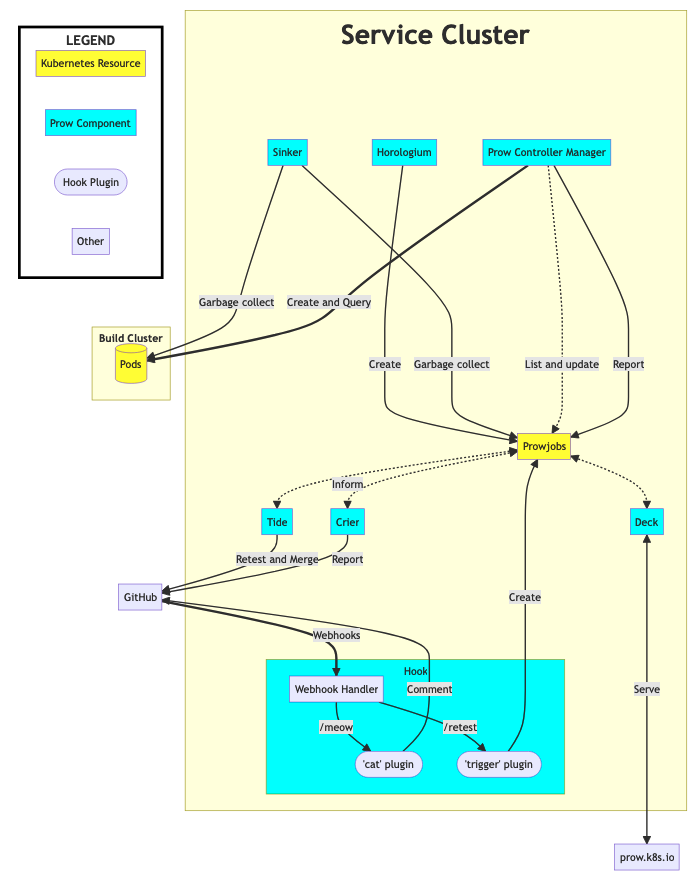 Service Cluster
LEGEND
Kubernetes Resource
Prow Component
Hook Plugin
Other
Sinker
Horologium
Prow Controller Manager
Garbage collect
Create and Query
Build Cluster
Pods
Create
Garbage collect
List and update
Report
Prowjobs
Inform
Tide
Crier
Deck
Retest and Merge
Report
GitHub
Create
Webhooks
Hook
Webhook Handler
Comment
Serve
/meow
/retest
'cat' plugin
'trigger' plugin
prow.k8s.io